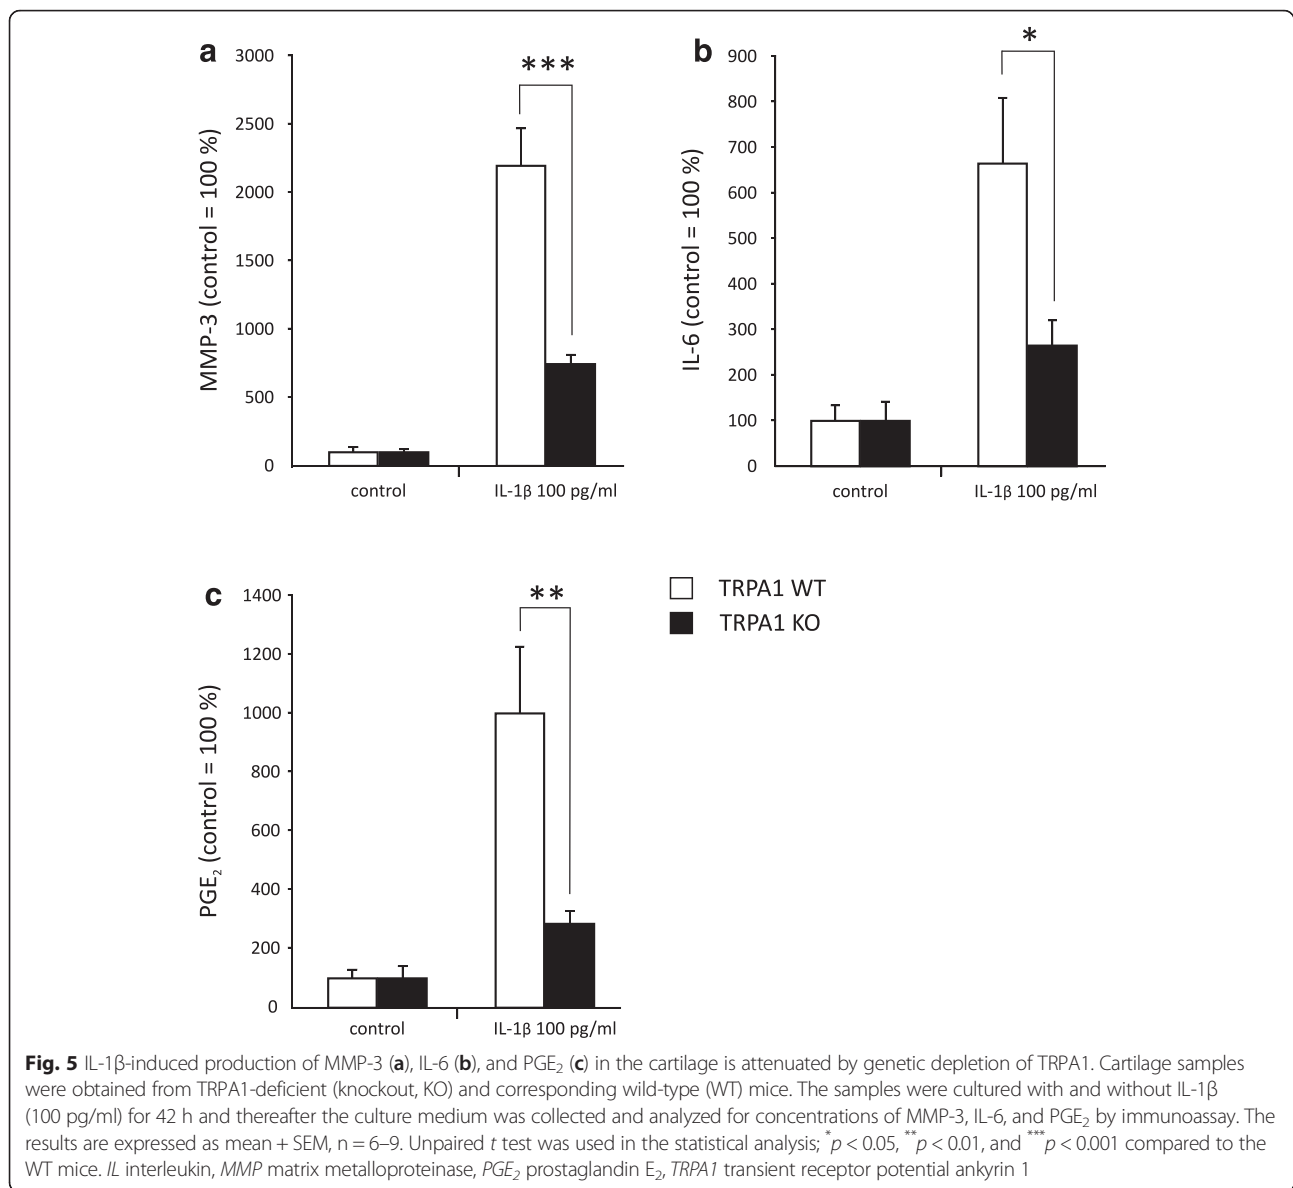 a
3000
2500
2000
1500
1000
500
0
MMP-3 (control = 100 %)
***
control
IL-1β 100 pg/ml
b
900
800
700
600
500
400
300
200
100
0
IL-6 (control = 100 %)
*
control
IL-1β 100 pg/ml
c
1400
1200
1000
800
600
400
200
0
PGE₂ (control = 100 %)
**
control
IL-1β 100 pg/ml
TRPA1 WT
TRPA1 KO
Fig. 5 IL-1β-induced production of MMP-3 (a), IL-6 (b), and PGE₂ (c) in the cartilage is attenuated by genetic depletion of TRPA1. Cartilage samples
were obtained from TRPA1-deficient (knockout, KO) and corresponding wild-type (WT) mice. The samples were cultured with and without IL-1β
(100 pg/ml) for 42 h and thereafter the culture medium was collected and analyzed for concentrations of MMP-3, IL-6, and PGE₂ by immunoassay. The
results are expressed as mean + SEM, n = 6–9. Unpaired t test was used in the statistical analysis; *p < 0.05, **p < 0.01, and ***p < 0.001 compared to the
WT mice. IL interleukin, MMP matrix metalloproteinase, PGE₂ prostaglandin E₂, TRPA1 transient receptor potential ankyrin 1